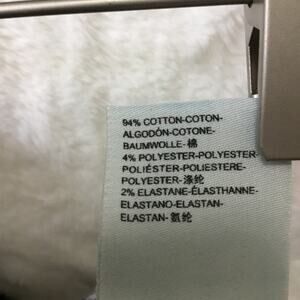 94% COTTON-COTON-
ALGODÓN-COTONE-
BAUMWOLLE-棉
4% POLYESTER-POLYESTER-
POLIÉSTER-POLIESTERE-
POLYESTER-涤纶
2% ELASTANE-ÉLASTHANNE-
ELASTANO-ELASTAN-
ELASTAN-氨纶